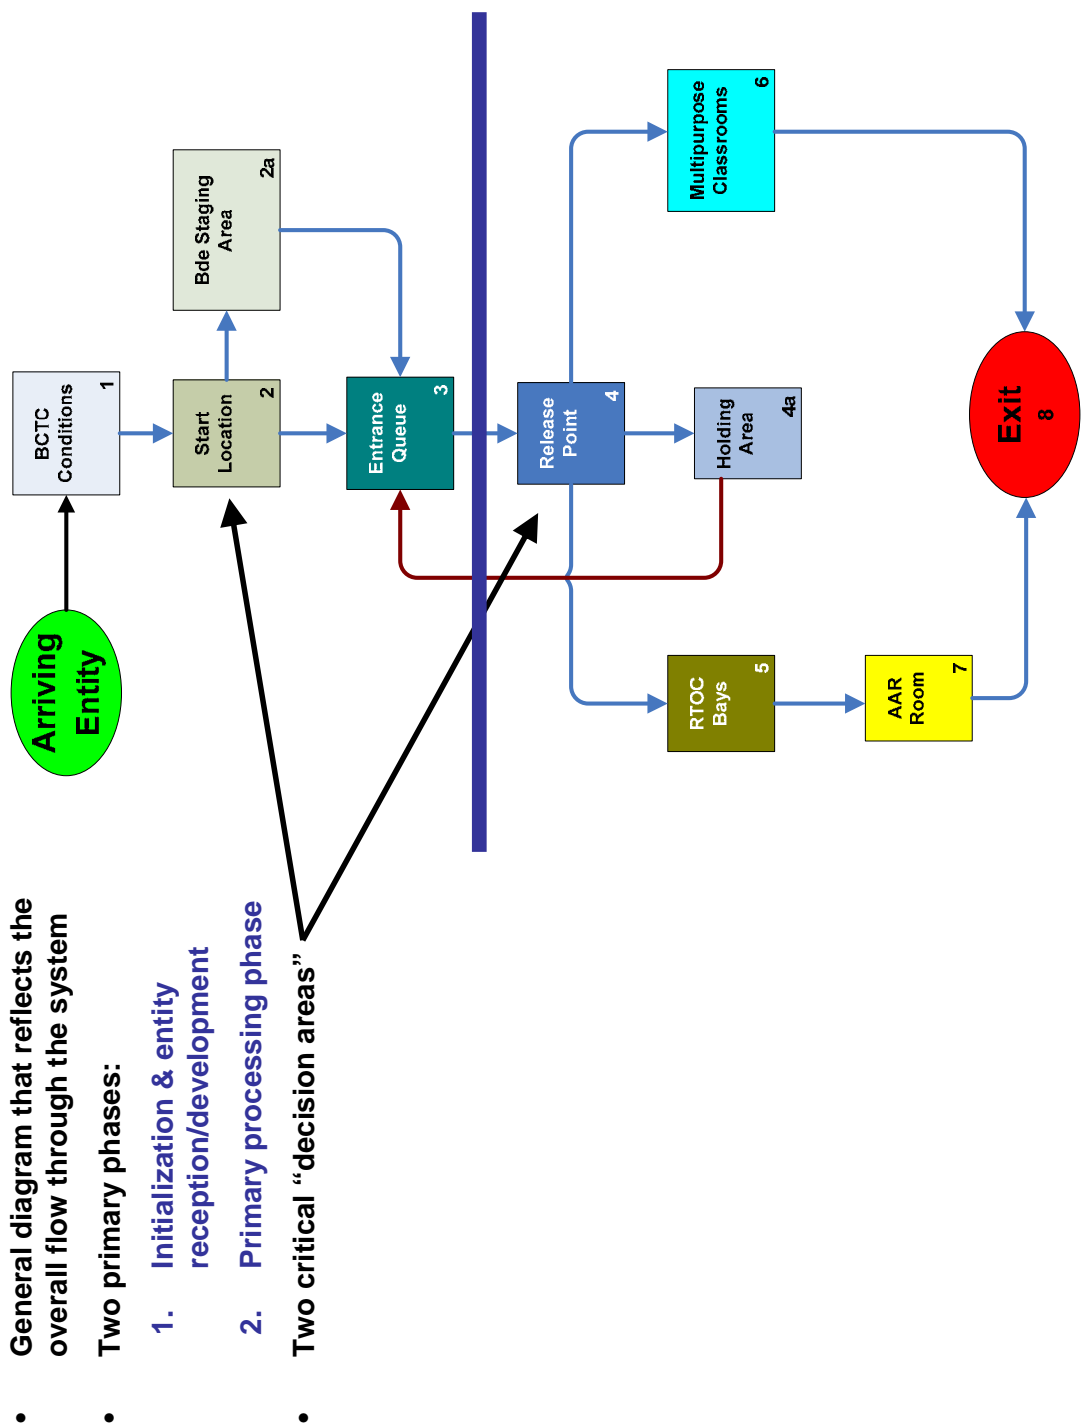 • General diagram that reflects the
overall flow through the system
• Two primary phases:
1. Initialization & entity
reception/development
2. Primary processing phase
• Two critical “decision areas”
Arriving
Entity
BCTC
Conditions
1
Start
Location
2
Bde Staging
Area
2a
Entrance
Queue
3
Release
Point
4
Holding
Area
4a
RTOC
Bays
5
Multipurpose
Classrooms
6
AAR
Room
7
Exit
8